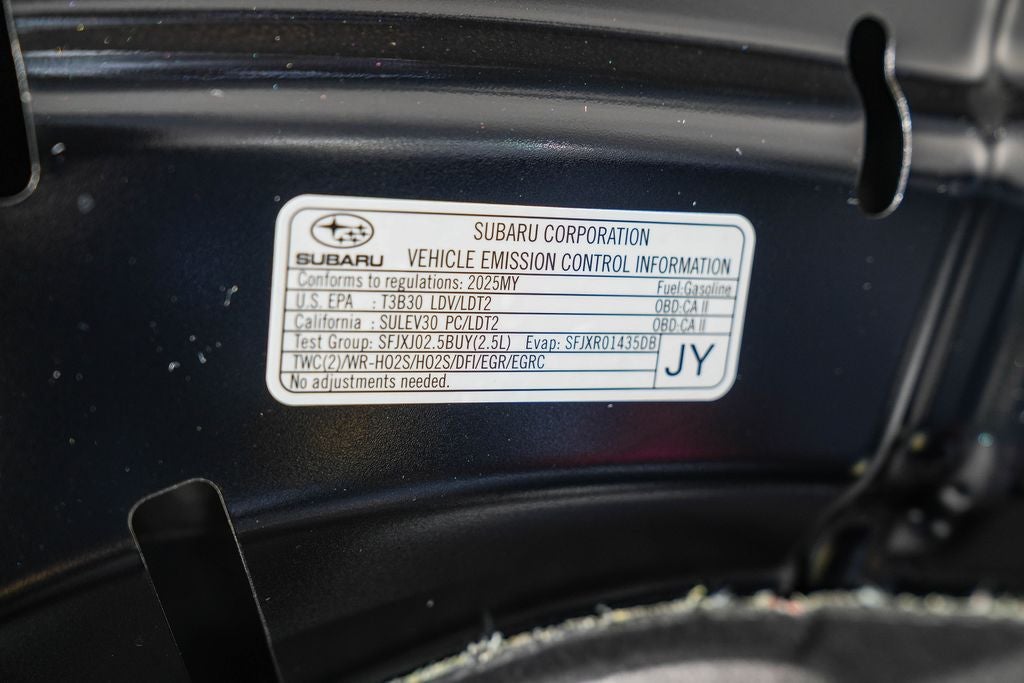 SUBARU
SUBARU CORPORATION
VEHICLE EMISSION CONTROL INFORMATION
Conforms to regulations: 2025MY Fuel:Gasoline
U.S. EPA : T3B30 LDV/LDT2 OBD:CA II
California : SULEV30 PC/LDT2 OBD:CA II
Test Group: SFJXJ02.5BUY(2.5L) Evap: SFJXR01435DB
TWC(2)/WR-HO2S/HO2S/DFI/EGR/EGRC
No adjustments needed.
JY